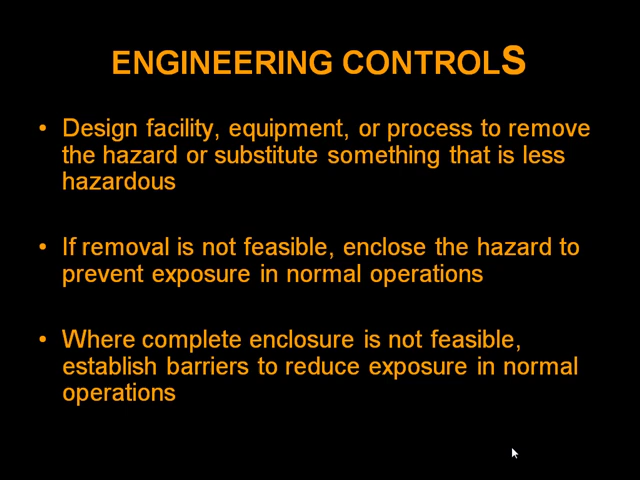 ENGINEERING CONTROLS
• Design facility, equipment, or process to remove
the hazard or substitute something that is less
hazardous
• If removal is not feasible, enclose the hazard to
prevent exposure in normal operations
• Where complete enclosure is not feasible,
establish barriers to reduce exposure in normal
operations